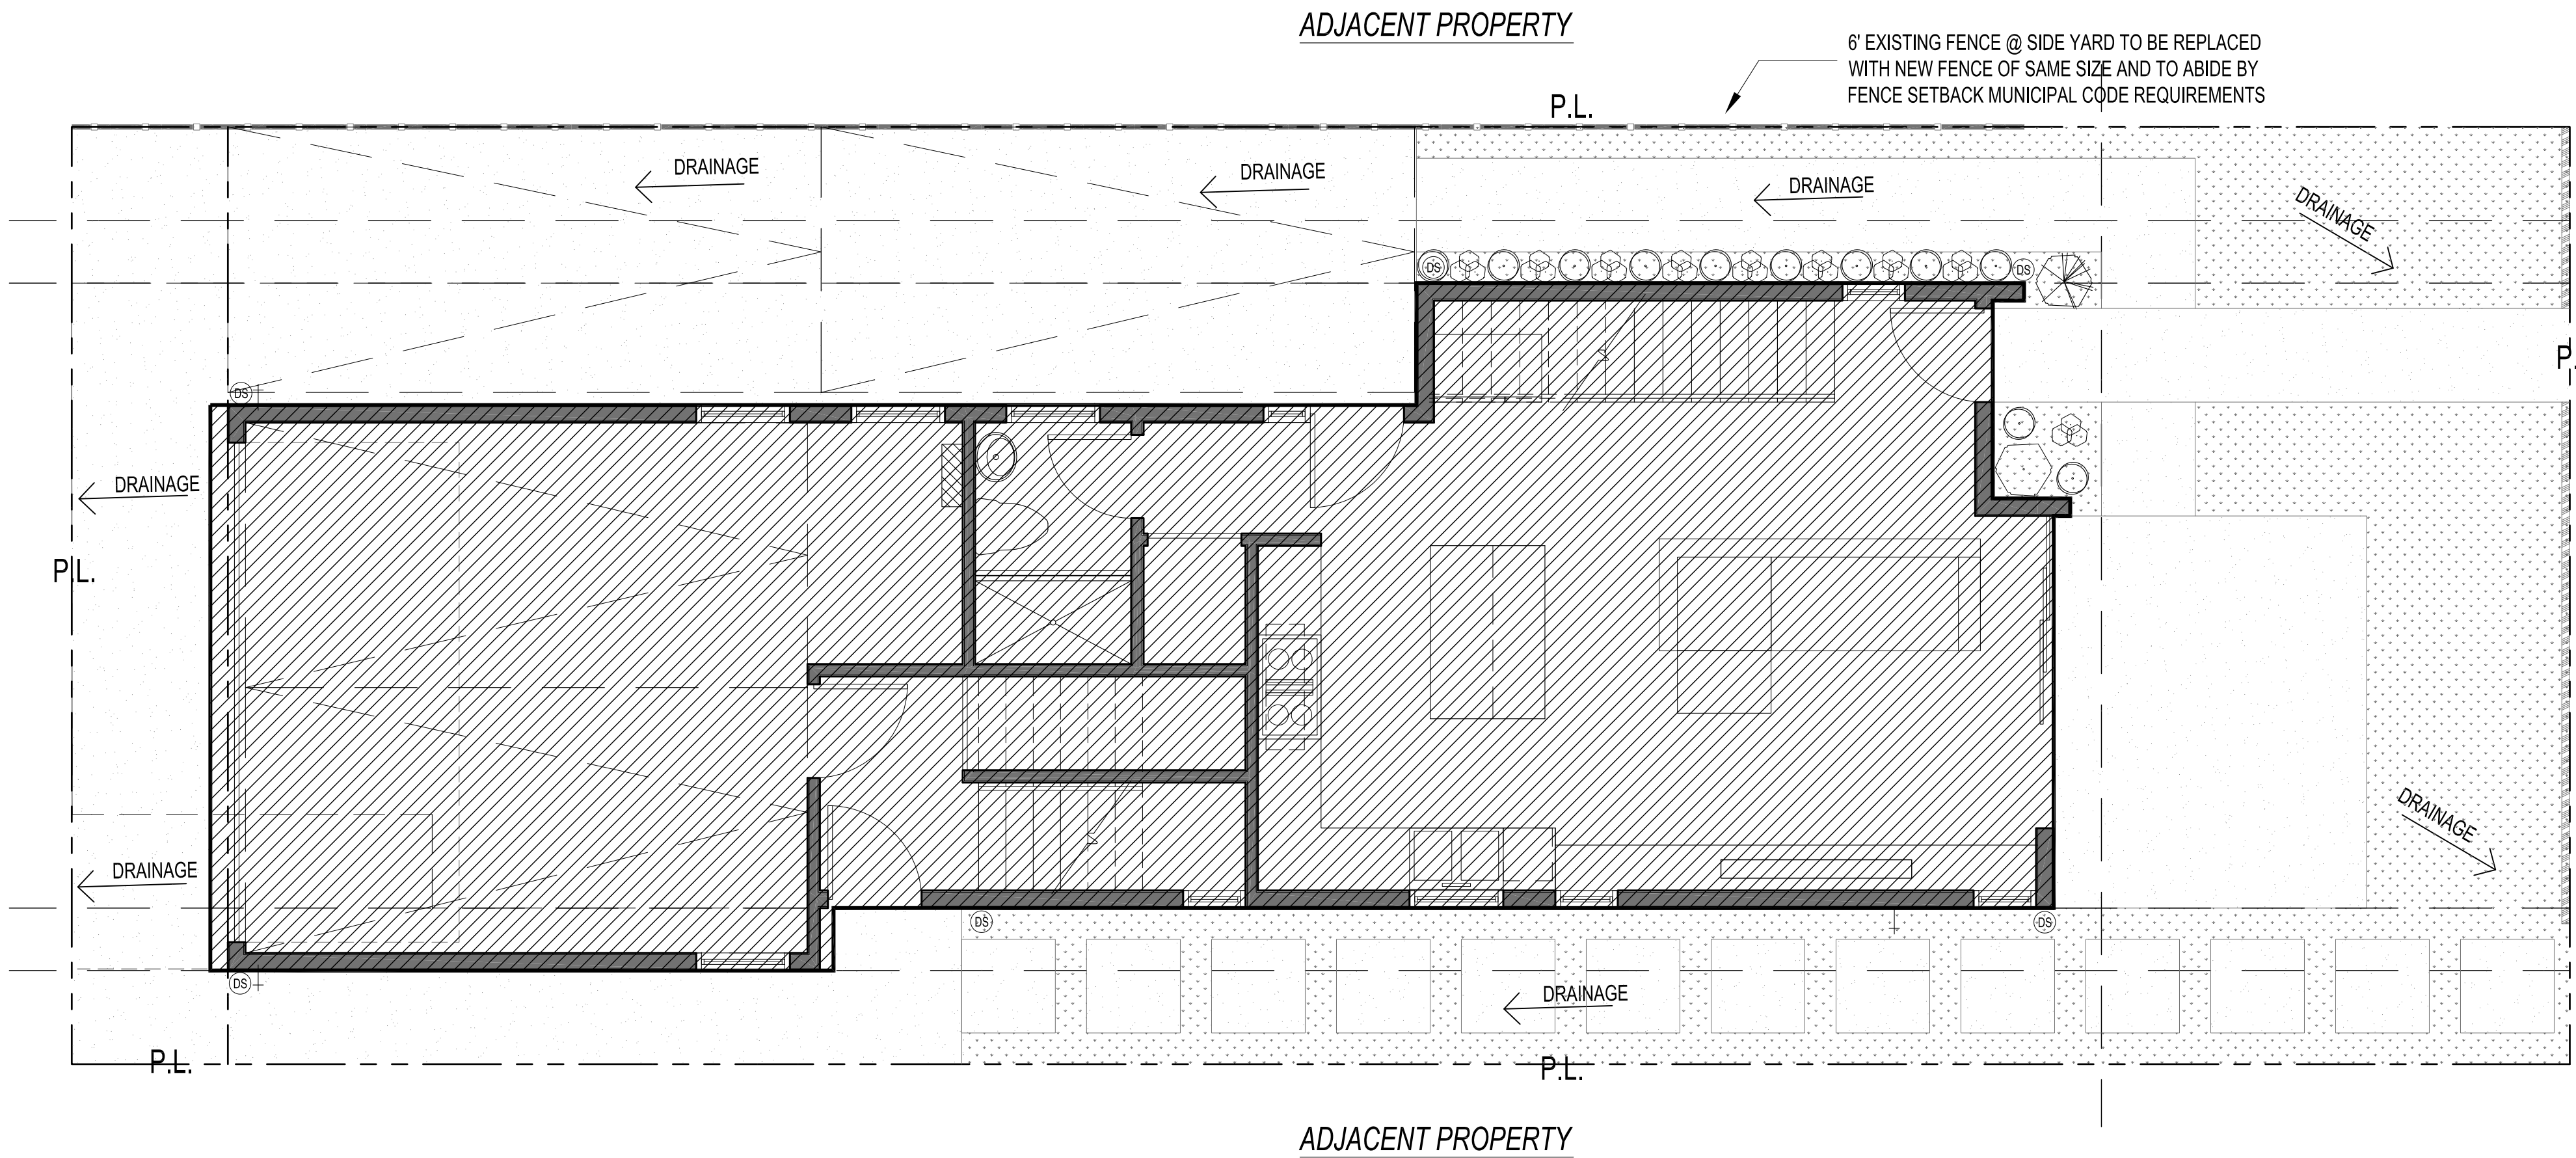 ADJACENT PROPERTY
6' EXISTING FENCE @ SIDE YARD TO BE REPLACED
WITH NEW FENCE OF SAME SIZE AND TO ABIDE BY
FENCE SETBACK MUNICIPAL CODE REQUIREMENTS
P.L.
DRAINAGE
DRAINAGE
DRAINAGE
DRAINAGE
DS
DS
P.
DS
DRAINAGE
P.L.
DRAINAGE
DRAINAGE
DS
DS
DS
DRAINAGE
P.L.
P.L.
ADJACENT PROPERTY